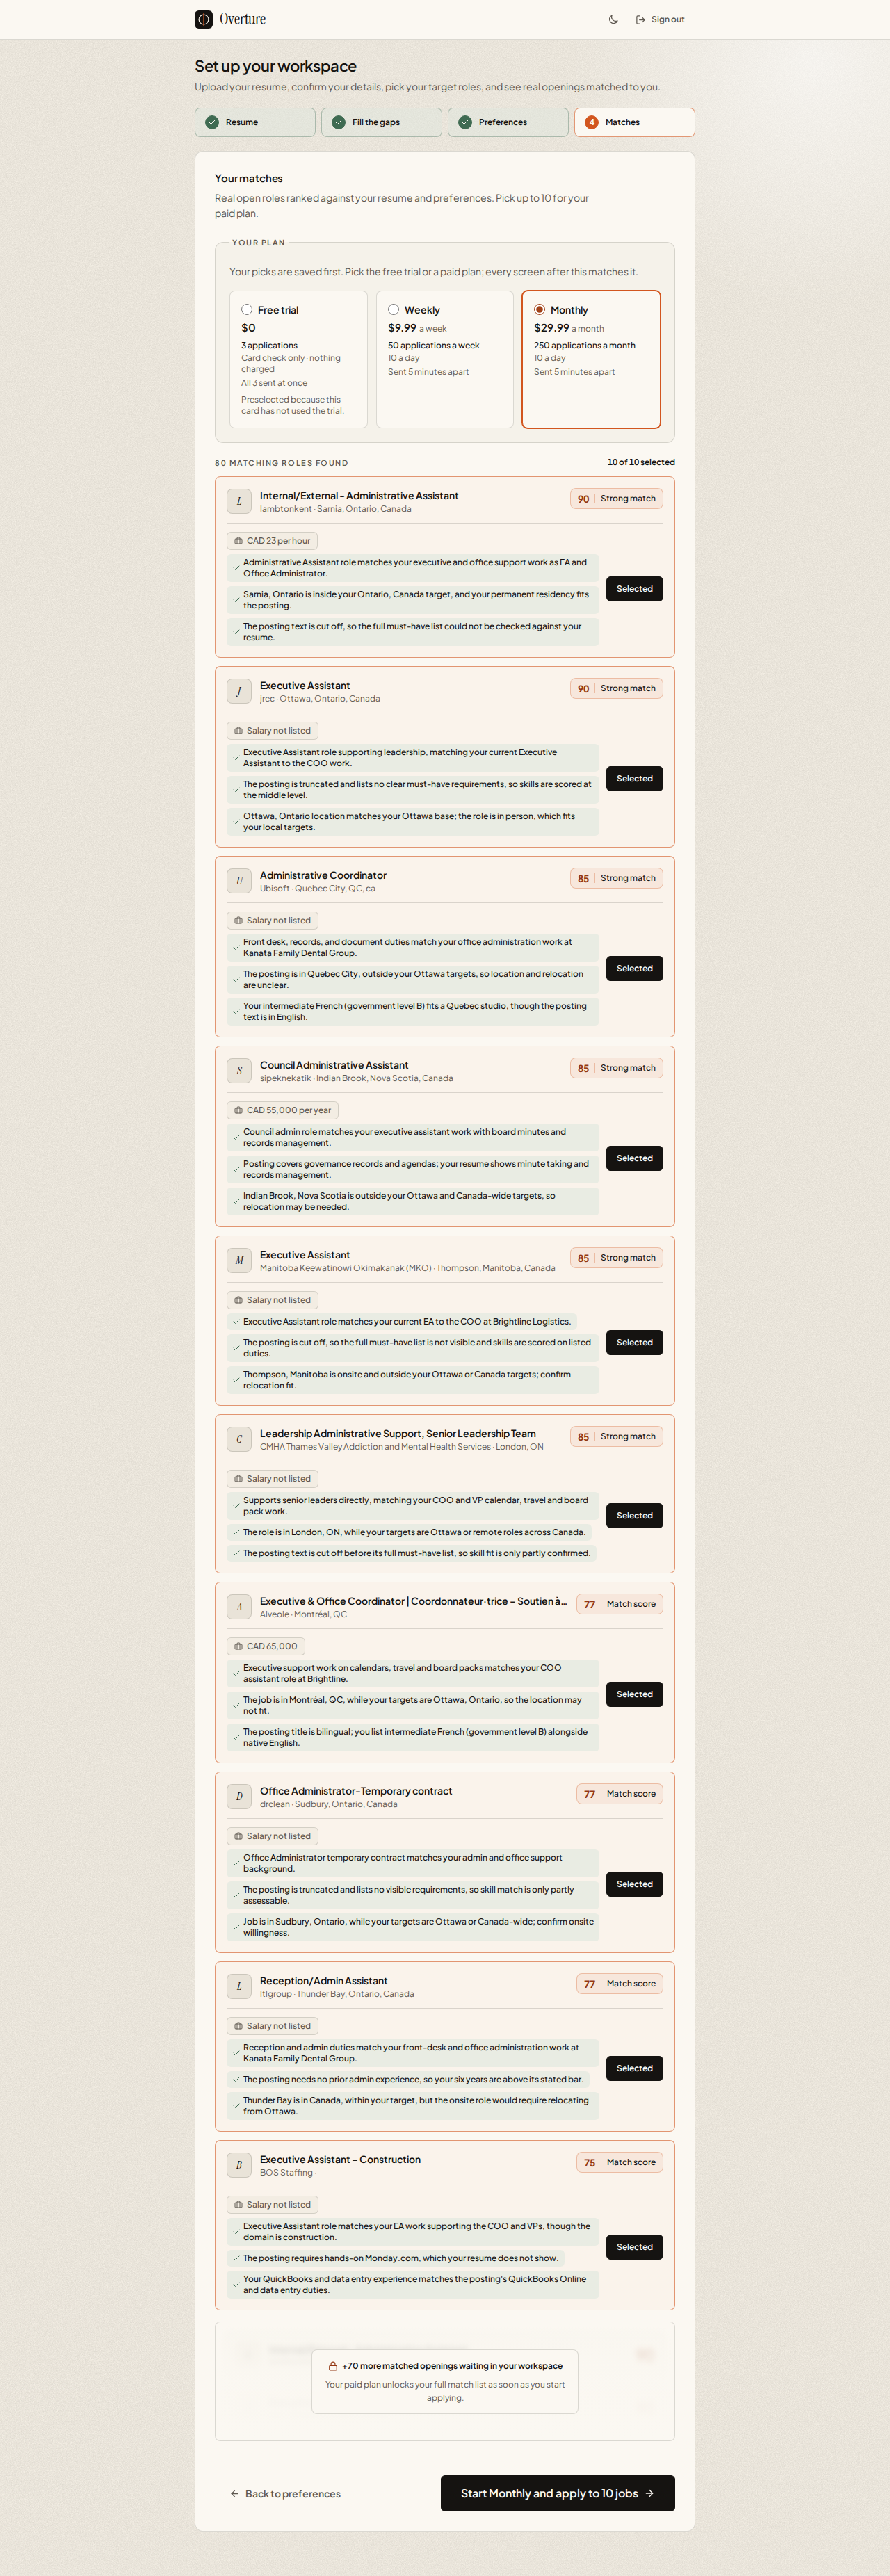 Overture
Sign out
Set up your workspace
Upload your resume, confirm your details, pick your target roles, and see real openings matched to you.
Resume
Fill the gaps
Preferences
4
Matches
Your matches
Real open roles ranked against your resume and preferences. Pick up to 10 for your
paid plan.
YOUR PLAN
Your picks are saved first. Pick the free trial or a paid plan; every screen after this matches it.
Free trial
$0
3 applications
Card check only · nothing
charged
All 3 sent at once
Preselected because this
card has not used the trial.
Weekly
$9.99 a week
50 applications a week
10 a day
Sent 5 minutes apart
Monthly
$29.99 a month
250 applications a month
10 a day
Sent 5 minutes apart
80 MATCHING ROLES FOUND
10 of 10 selected
L
Internal/External - Administrative Assistant
lambtonkent · Sarnia, Ontario, Canada
90 Strong match
CAD 23 per hour
Administrative Assistant role matches your executive and office support work as EA and
Office Administrator.
Sarnia, Ontario is inside your Ontario, Canada target, and your permanent residency fits
the posting.
The posting text is cut off, so the full must-have list could not be checked against your
resume.
Selected
J
Executive Assistant
jrec · Ottawa, Ontario, Canada
90 Strong match
Salary not listed
Executive Assistant role supporting leadership, matching your current Executive
Assistant to the COO work.
The posting is truncated and lists no clear must-have requirements, so skills are scored at
the middle level.
Ottawa, Ontario location matches your Ottawa base; the role is in person, which fits
your local targets.
Selected
U
Administrative Coordinator
Ubisoft · Quebec City, QC, ca
85 Strong match
Salary not listed
Front desk, records, and document duties match your office administration work at
Kanata Family Dental Group.
The posting is in Quebec City, outside your Ottawa targets, so location and relocation
are unclear.
Your intermediate French (government level B) fits a Quebec studio, though the posting
text is in English.
Selected
S
Council Administrative Assistant
sipeknekatik · Indian Brook, Nova Scotia, Canada
85 Strong match
CAD 55,000 per year
Council admin role matches your executive assistant work with board minutes and
records management.
Posting covers governance records and agendas; your resume shows minute taking and
records management.
Indian Brook, Nova Scotia is outside your Ottawa and Canada-wide targets, so
relocation may be needed.
Selected
M
Executive Assistant
Manitoba Keewatinowi Okimakanak (MKO) · Thompson, Manitoba, Canada
85 Strong match
Salary not listed
Executive Assistant role matches your current EA to the COO at Brightline Logistics.
The posting is cut off, so the full must-have list is not visible and skills are scored on listed
duties.
Thompson, Manitoba is onsite and outside your Ottawa or Canada targets; confirm
relocation fit.
Selected
C
Leadership Administrative Support, Senior Leadership Team
CMHA Thames Valley Addiction and Mental Health Services · London, ON
85 Strong match
Salary not listed
Supports senior leaders directly, matching your COO and VP calendar, travel and board
pack work.
The role is in London, ON, while your targets are Ottawa or remote roles across Canada.
The posting text is cut off before its full must-have list, so skill fit is only partly confirmed.
Selected
A
Executive & Office Coordinator | Coordonnateur·trice – Soutien à...
Alveole · Montréal, QC
77 Match score
CAD 65,000
Executive support work on calendars, travel and board packs matches your COO
assistant role at Brightline.
The job is in Montréal, QC, while your targets are Ottawa, Ontario, so the location may
not fit.
The posting title is bilingual; you list intermediate French (government level B) alongside
native English.
Selected
D
Office Administrator-Temporary contract
drclean · Sudbury, Ontario, Canada
77 Match score
Salary not listed
Office Administrator temporary contract matches your admin and office support
background.
The posting is truncated and lists no visible requirements, so skill match is only partly
assessable.
Job is in Sudbury, Ontario, while your targets are Ottawa or Canada-wide; confirm onsite
willingness.
Selected
L
Reception/Admin Assistant
ltlgroup · Thunder Bay, Ontario, Canada
77 Match score
Salary not listed
Reception and admin duties match your front-desk and office administration work at
Kanata Family Dental Group.
The posting needs no prior admin experience, so your six years are above its stated bar.
Thunder Bay is in Canada, within your target, but the onsite role would require relocating
from Ottawa.
Selected
B
Executive Assistant – Construction
BOS Staffing ·
75 Match score
Salary not listed
Executive Assistant role matches your EA work supporting the COO and VPs, though the
domain is construction.
The posting requires hands-on Monday.com, which your resume does not show.
Your QuickBooks and data entry experience matches the posting's QuickBooks Online
and data entry duties.
Selected
+70 more matched openings waiting in your workspace
Your paid plan unlocks your full match list as soon as you start
applying.
Back to preferences
Start Monthly and apply to 10 jobs